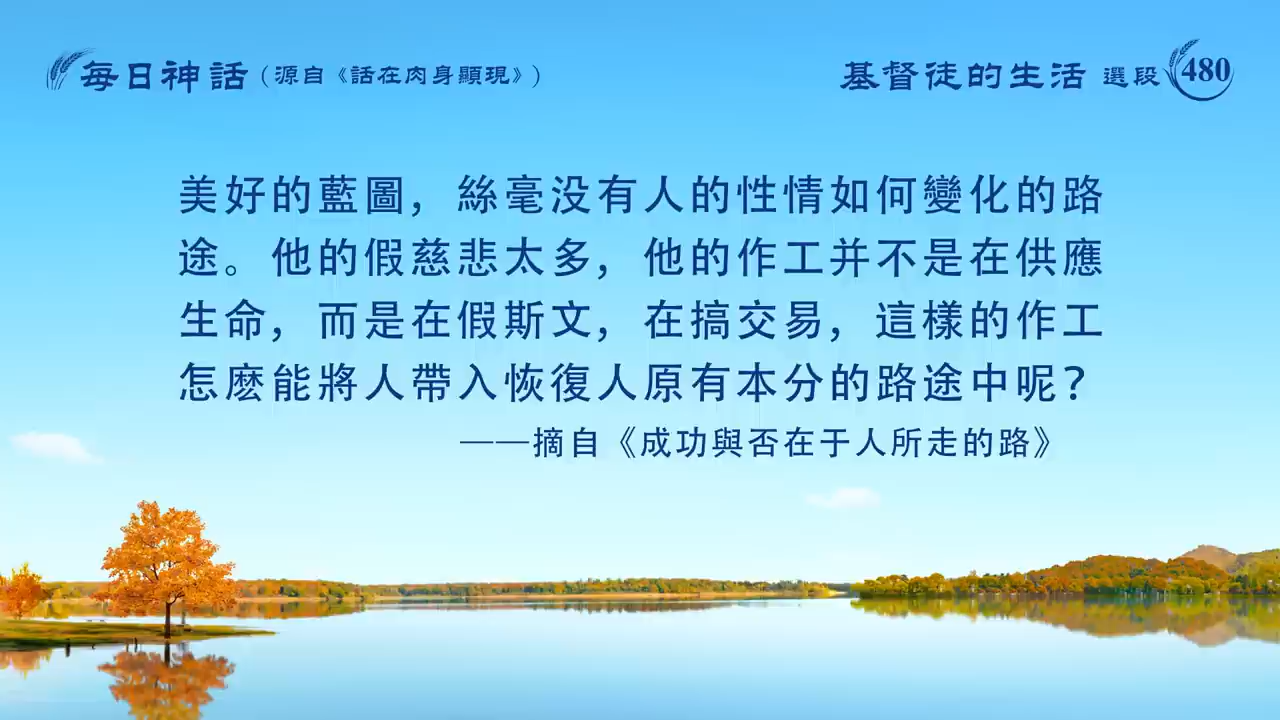 每日神話（源自《話在肉身顯現》）
基督徒的生活 選段 480
美好的藍圖，絲毫没有人的性情如何變化的路
途。他的假慈悲太多，他的作工并不是在供應
生命，而是在假斯文，在搞交易，這樣的作工
怎麽能將人帶入恢復人原有本分的路途中呢？
——摘自《成功與否在于人所走的路》